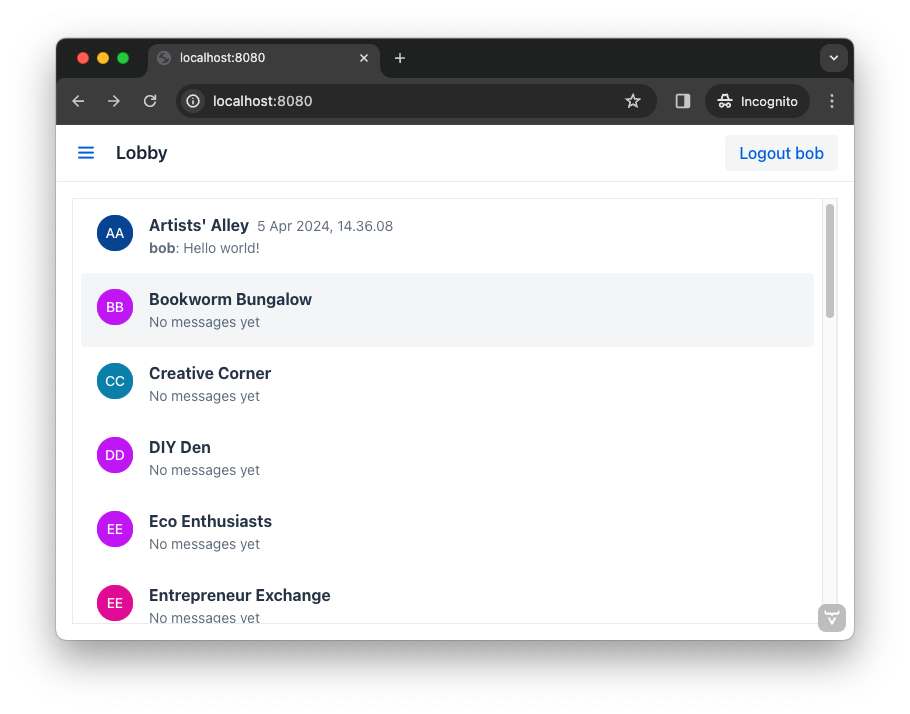 localhost:8080
localhost:8080
Incognito
Lobby
Logout bob
AA
Artists' Alley 5 Apr 2024, 14.36.08
bob: Hello world!
BB
Bookworm Bungalow
No messages yet
CC
Creative Corner
No messages yet
DD
DIY Den
No messages yet
EE
Eco Enthusiasts
No messages yet
EE
Entrepreneur Exchange
No messages yet